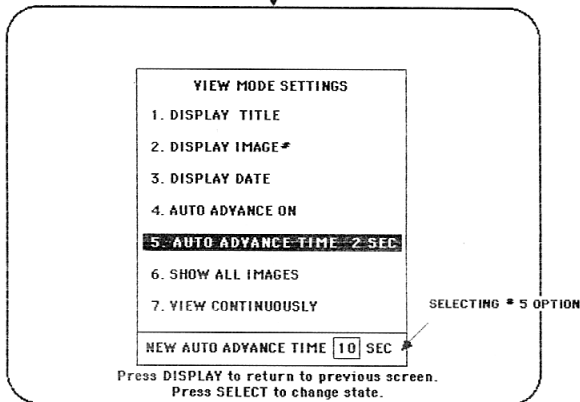 VIEW MODE SETTINGS
1. DISPLAY TITLE
2. DISPLAY IMAGE#
3. DISPLAY DATE
4. AUTO ADVANCE ON
5. AUTO ADVANCE TIME 2 SEC
6. SHOW ALL IMAGES
7. VIEW CONTINUOUSLY
SELECTING # 5 OPTION
NEW AUTO ADVANCE TIME 10 SEC
Press DISPLAY to return to previous screen.
Press SELECT to change state.